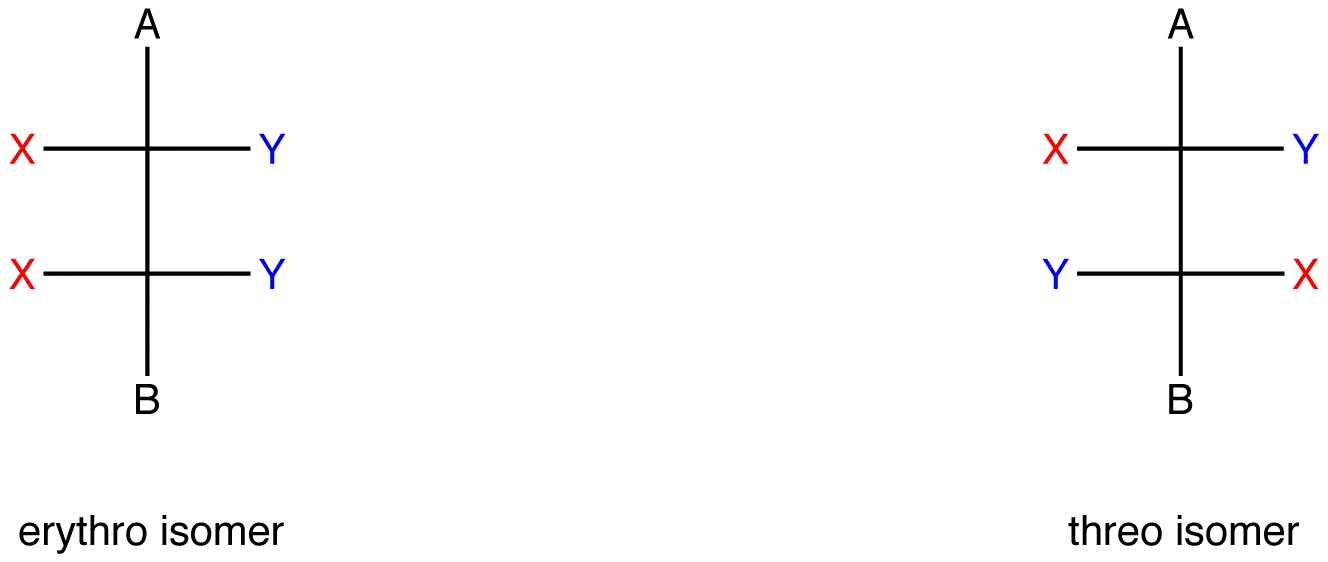 A A
X Y X Y
X Y Y X
B B
erythro isomer threo isomer